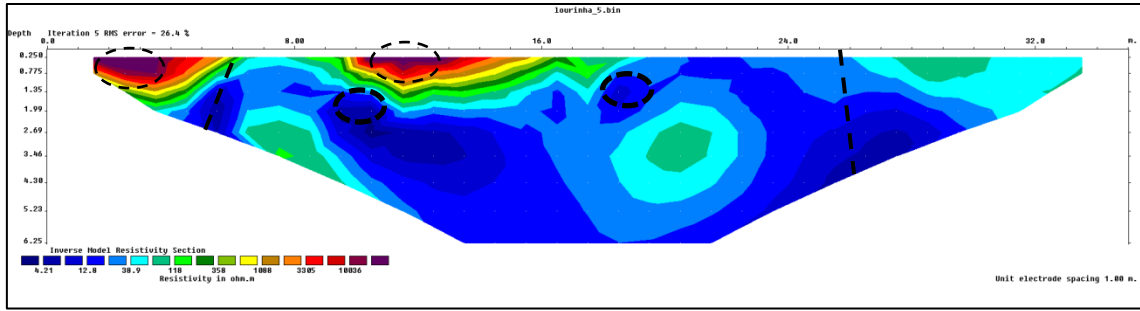 lourinha_5.bin
Depth Iteration 5 RMS error = 26.4 %
0.0 8.00 16.0 24.0 32.0 m.
0.250
0.775
1.35
1.99
2.69
3.46
4.30
5.23
6.25
Inverse Model Resistivity Section
4.21 12.8 38.9 118 358 1088 3305 10036
Resistivity in ohm.m
Unit electrode spacing 1.00 m.